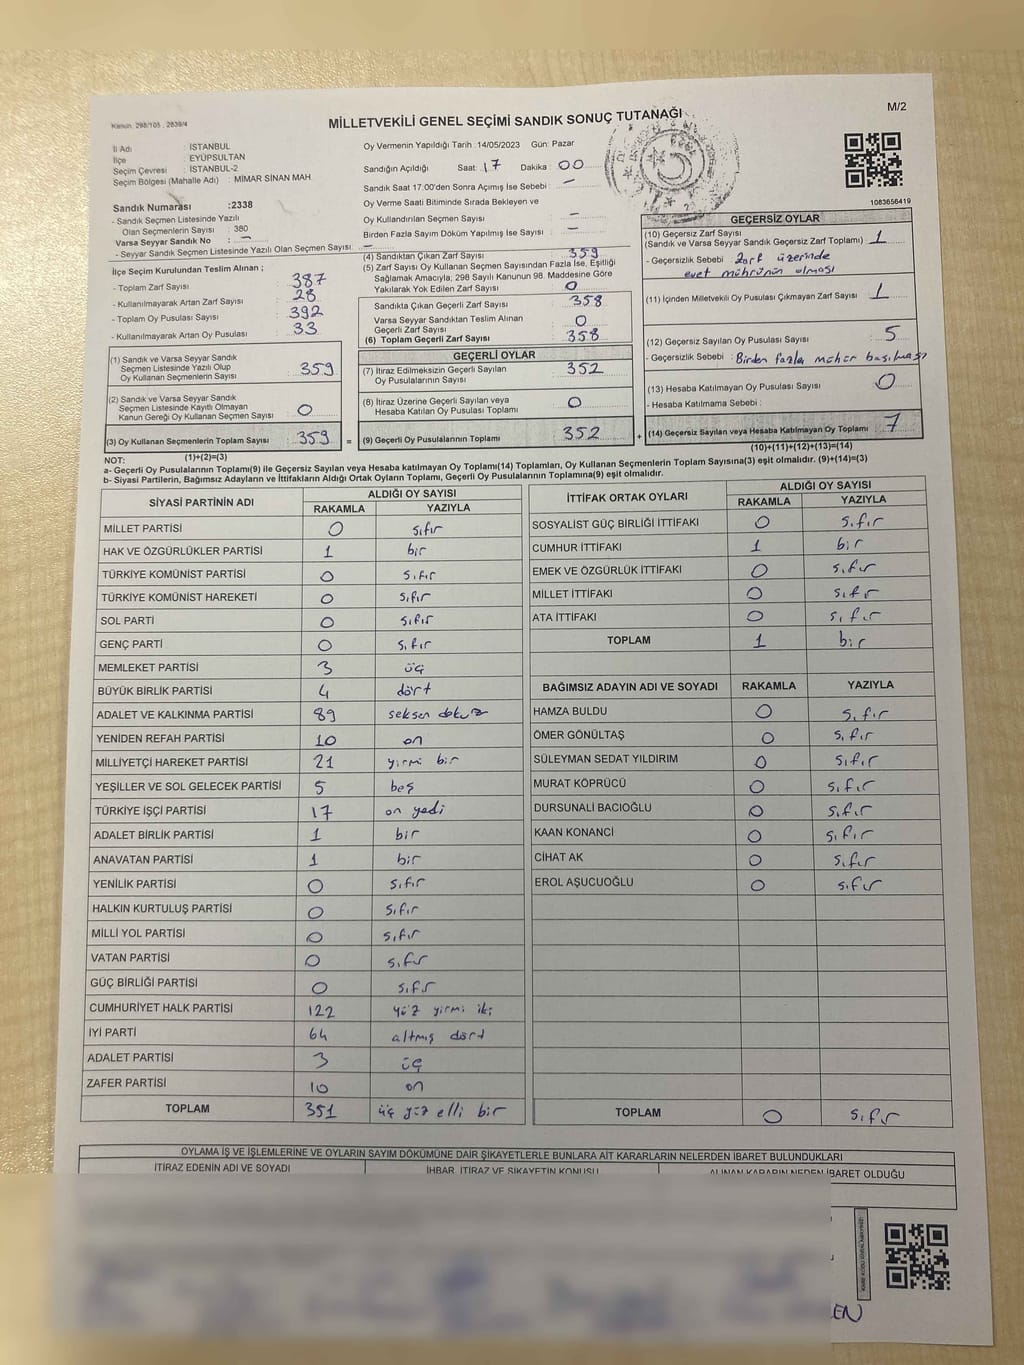 M/2
Kanun: 298/105 , 2839/4
MİLLETVEKİLİ GENEL SEÇİMİ SANDIK SONUÇ TUTANAĞI
İl Adı : İSTANBUL
İlçe : EYÜPSULTAN
Seçim Çevresi : İSTANBUL-2
Seçim Bölgesi (Mahalle Adı) : MİMAR SİNAN MAH.
Sandık Numarası :2338
- Sandık Seçmen Listesinde Yazılı
Olan Seçmenlerin Sayısı : 380
Varsa Seyyar Sandık No : -
- Seyyar Sandık Seçmen Listesinde Yazılı Olan Seçmen Sayısı: -
Oy Vermenin Yapıldığı Tarih : 14/05/2023 Gün: Pazar
Sandığın Açıldığı Saat: 17 Dakika : 00
Sandık Saat 17.00'den Sonra Açımış İse Sebebi : -
Oy Verme Saati Bitiminde Sırada Bekleyen ve
Oy Kullandırılan Seçmen Sayısı : -
Birden Fazla Sayım Döküm Yapılmış İse Sayısı : -
1083656419
İlçe Seçim Kurulundan Teslim Alınan ;
- Toplam Zarf Sayısı : 387
- Kullanılmayarak Artan Zarf Sayısı : 28
- Toplam Oy Pusulası Sayısı : 392
- Kullanılmayarak Artan Oy Pusulası : 33
(1) Sandık ve Varsa Seyyar Sandık
Seçmen Listesinde Yazılı Olup
Oy Kullanan Seçmenlerin Sayısı : 359
(2) Sandık ve Varsa Seyyar Sandık
Seçmen Listesinde Kayıtlı Olmayan
Kanun Gereği Oy Kullanan Seçmen Sayısı : 0
(3) Oy Kullanan Seçmenlerin Toplam Sayısı : 359 =
(1)+(2)=(3)
(4) Sandıktan Çıkan Zarf Sayısı : 359
(5) Zarf Sayısı Oy Kullanan Seçmen Sayısından Fazla İse, Eşitliği
Sağlamak Amacıyla; 298 Sayılı Kanunun 98. Maddesine Göre
Yakılarak Yok Edilen Zarf Sayısı : 0
Sandıkta Çıkan Geçerli Zarf Sayısı : 358
Varsa Seyyar Sandıktan Teslim Alınan
Geçerli Zarf Sayısı : 0
(6) Toplam Geçerli Zarf Sayısı : 358
GEÇERLİ OYLAR
(7) İtiraz Edilmeksizin Geçerli Sayılan
Oy Pusulalarının Sayısı : 352
(8) İtiraz Üzerine Geçerli Sayılan veya
Hesaba Katılan Oy Pusulası Toplamı : 0
(9) Geçerli Oy Pusulalarının Toplamı : 352 +
GEÇERSİZ OYLAR
(10) Geçersiz Zarf Sayısı
(Sandık ve Varsa Seyyar Sandık Geçersiz Zarf Toplamı) : 1
- Geçersizlik Sebebi : Zarf üzerinde
evet mührünün olması
(11) İçinden Milletvekili Oy Pusulası Çıkmayan Zarf Sayısı : 1
(12) Geçersiz Sayılan Oy Pusulası Sayısı : 5
- Geçersizlik Sebebi : Birden fazla mühür basılması
(13) Hesaba Katılmayan Oy Pusulası Sayısı : 0
- Hesaba Katılmama Sebebi :
(14) Geçersiz Sayılan veya Hesaba Katılmayan Oy Toplamı : 7
(10)+(11)+(12)+(13)=(14)
NOT:
a- Geçerli Oy Pusulalarının Toplamı(9) ile Geçersiz Sayılan veya Hesaba katılmayan Oy Toplamı(14) Toplamları, Oy Kullanan Seçmenlerin Toplam Sayısına(3) eşit olmalıdır. (9)+(14)=(3)
b- Siyasi Partilerin, Bağımsız Adayların ve İttifakların Aldığı Ortak Oyların Toplamı, Geçerli Oy Pusulalarının Toplamına(9) eşit olmalıdır.
SİYASİ PARTİNİN ADI ALDIĞI OY SAYISI
RAKAMLA YAZIYLA
MİLLET PARTİSİ 0 sıfır
HAK VE ÖZGÜRLÜKLER PARTİSİ 1 bir
TÜRKİYE KOMÜNİST PARTİSİ 0 sıfır
TÜRKİYE KOMÜNİST HAREKETİ 0 sıfır
SOL PARTİ 0 sıfır
GENÇ PARTİ 0 sıfır
MEMLEKET PARTİSİ 3 üç
BÜYÜK BİRLİK PARTİSİ 4 dört
ADALET VE KALKINMA PARTİSİ 89 seksen dokuz
YENİDEN REFAH PARTİSİ 10 on
MİLLİYETÇİ HAREKET PARTİSİ 21 yirmi bir
YEŞİLLER VE SOL GELECEK PARTİSİ 5 beş
TÜRKİYE İŞÇİ PARTİSİ 17 on yedi
ADALET BİRLİK PARTİSİ 1 bir
ANAVATAN PARTİSİ 1 bir
YENİLİK PARTİSİ 0 sıfır
HALKIN KURTULUŞ PARTİSİ 0 sıfır
MİLLİ YOL PARTİSİ 0 sıfır
VATAN PARTİSİ 0 sıfır
GÜÇ BİRLİĞİ PARTİSİ 0 sıfır
CUMHURİYET HALK PARTİSİ 122 yüz yirmi iki
İYİ PARTİ 64 altmış dört
ADALET PARTİSİ 3 üç
ZAFER PARTİSİ 10 on
TOPLAM 351 üç yüz elli bir
İTTİFAK ORTAK OYLARI ALDIĞI OY SAYISI
RAKAMLA YAZIYLA
SOSYALİST GÜÇ BİRLİĞİ İTTİFAKI 0 sıfır
CUMHUR İTTİFAKI 1 bir
EMEK VE ÖZGÜRLÜK İTTİFAKI 0 sıfır
MİLLET İTTİFAKI 0 sıfır
ATA İTTİFAKI 0 sıfır
TOPLAM 1 bir
BAĞIMSIZ ADAYIN ADI VE SOYADI RAKAMLA YAZIYLA
HAMZA BULDU 0 sıfır
ÖMER GÖNÜLTAŞ 0 sıfır
SÜLEYMAN SEDAT YILDIRIM 0 sıfır
MURAT KÖPRÜCÜ 0 sıfır
DURSUNALİ BACIOĞLU 0 sıfır
KAAN KONANCI 0 sıfır
CİHAT AK 0 sıfır
EROL AŞUCUOĞLU 0 sıfır
TOPLAM 0 sıfır
OYLAMA İŞ VE İŞLEMLERİNE VE OYLARIN SAYIM DÖKÜMÜNE DAİR ŞİKAYETLERLE BUNLARA AİT KARARLARIN NELERDEN İBARET BULUNDUKLARI
İTİRAZ EDENİN ADI VE SOYADI İHBAR, İTİRAZ VE ŞİKAYETİN KONUSU ALINAN KARARIN NEDEN İBARET OLDUĞU